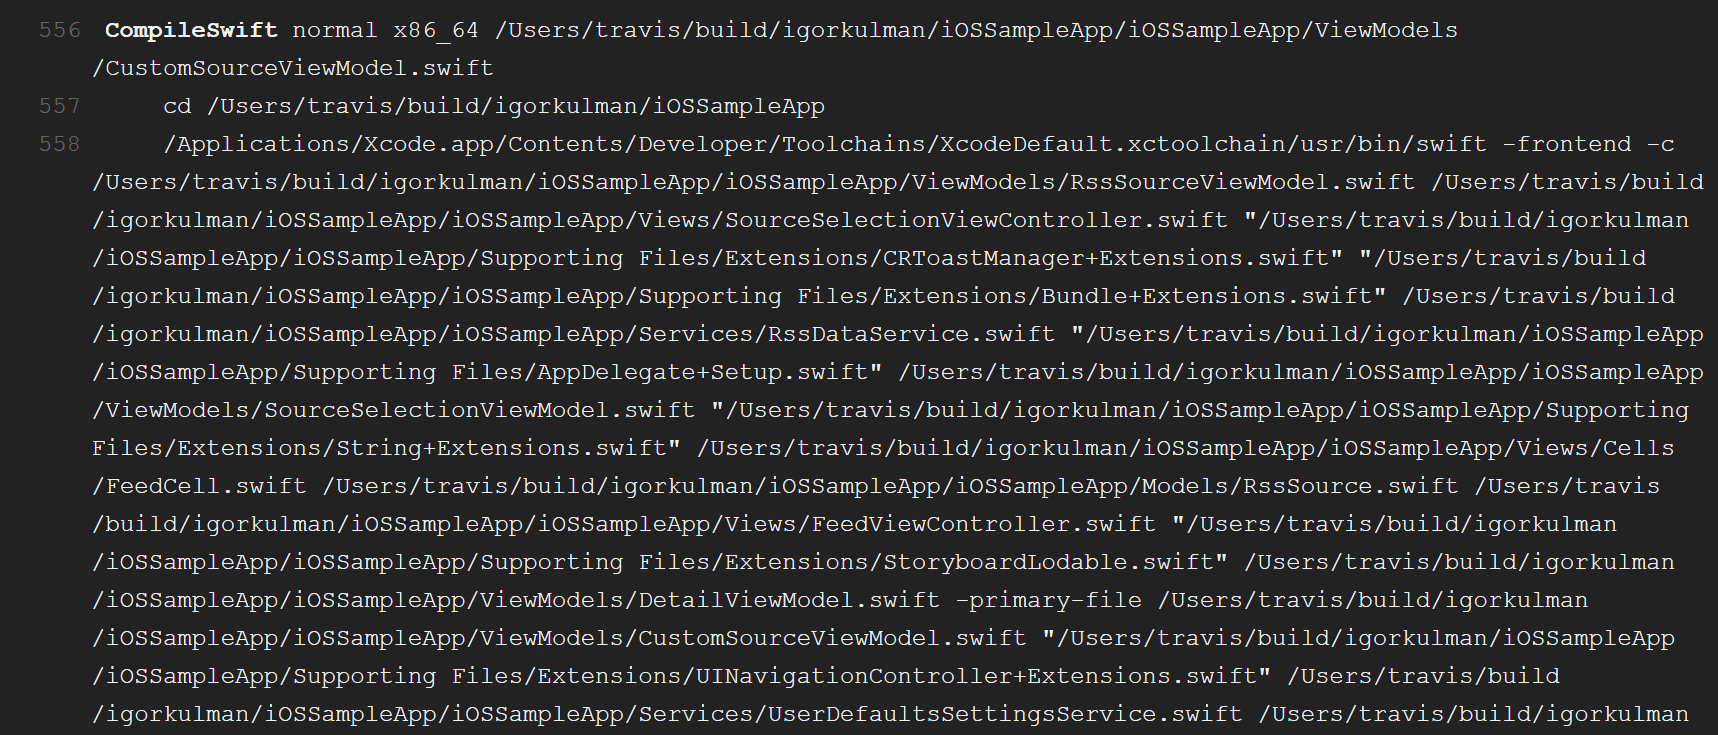 556 CompileSwift normal x86_64 /Users/travis/build/igorkulman/iOSSampleApp/iOSSampleApp/ViewModels
/CustomSourceViewModel.swift
557 cd /Users/travis/build/igorkulman/iOSSampleApp
558 /Applications/Xcode.app/Contents/Developer/Toolchains/XcodeDefault.xctoolchain/usr/bin/swift -frontend -c
/Users/travis/build/igorkulman/iOSSampleApp/iOSSampleApp/ViewModels/RssSourceViewModel.swift /Users/travis/build
/igorkulman/iOSSampleApp/iOSSampleApp/Views/SourceSelectionViewController.swift "/Users/travis/build/igorkulman
/iOSSampleApp/iOSSampleApp/Supporting Files/Extensions/CRToastManager+Extensions.swift" "/Users/travis/build
/igorkulman/iOSSampleApp/iOSSampleApp/Supporting Files/Extensions/Bundle+Extensions.swift" /Users/travis/build
/igorkulman/iOSSampleApp/iOSSampleApp/Services/RssDataService.swift "/Users/travis/build/igorkulman/iOSSampleApp
/iOSSampleApp/Supporting Files/AppDelegate+Setup.swift" /Users/travis/build/igorkulman/iOSSampleApp/iOSSampleApp
/ViewModels/SourceSelectionViewModel.swift "/Users/travis/build/igorkulman/iOSSampleApp/iOSSampleApp/Supporting
Files/Extensions/String+Extensions.swift" /Users/travis/build/igorkulman/iOSSampleApp/iOSSampleApp/Views/Cells
/FeedCell.swift /Users/travis/build/igorkulman/iOSSampleApp/iOSSampleApp/Models/RssSource.swift /Users/travis
/build/igorkulman/iOSSampleApp/iOSSampleApp/Views/FeedViewController.swift "/Users/travis/build/igorkulman
/iOSSampleApp/iOSSampleApp/Supporting Files/Extensions/StoryboardLodable.swift" /Users/travis/build/igorkulman
/iOSSampleApp/iOSSampleApp/ViewModels/DetailViewModel.swift -primary-file /Users/travis/build/igorkulman
/iOSSampleApp/iOSSampleApp/ViewModels/CustomSourceViewModel.swift "/Users/travis/build/igorkulman/iOSSampleApp
/iOSSampleApp/Supporting Files/Extensions/UINavigationController+Extensions.swift" /Users/travis/build
/igorkulman/iOSSampleApp/iOSSampleApp/Services/UserDefaultsSettingsService.swift /Users/travis/build/igorkulman